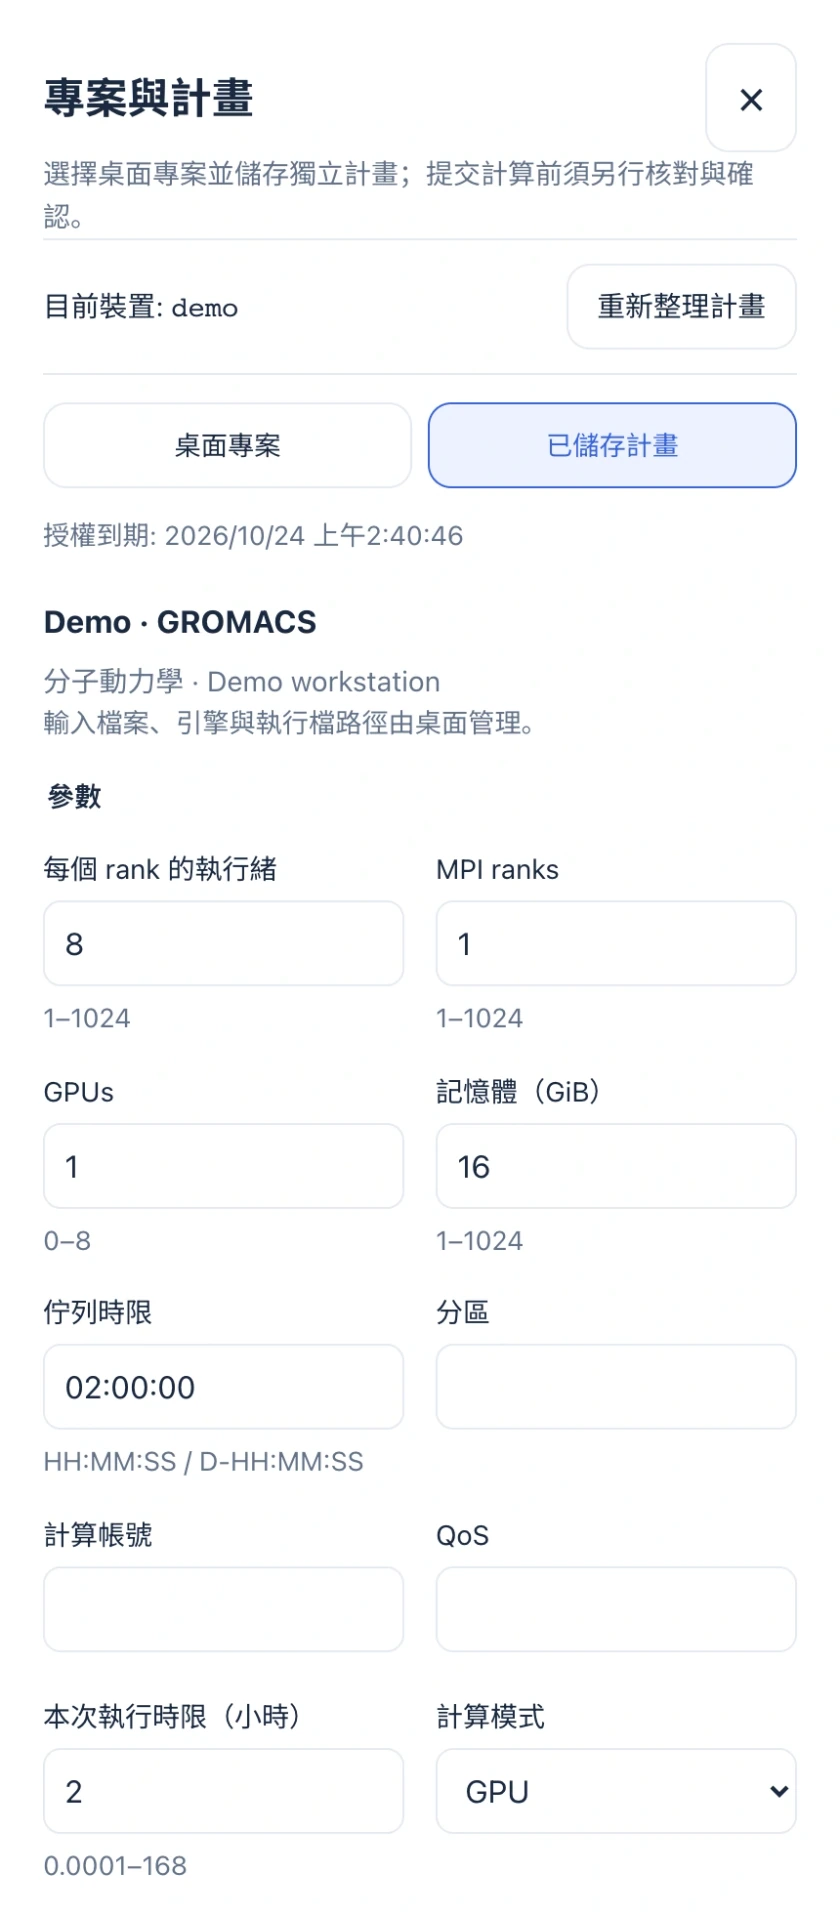 專案與計畫
選擇桌面專案並儲存獨立計畫；提交計算前須另行核對與確
認。
目前裝置: demo
重新整理計畫
桌面專案
已儲存計畫
授權到期: 2026/10/24 上午2:40:46
Demo · GROMACS
分子動力學 · Demo workstation
輸入檔案、引擎與執行檔路徑由桌面管理。
參數
每個 rank 的執行緒
MPI ranks
8
1
1–1024
1–1024
GPUs
記憶體（GiB）
1
16
0–8
1–1024
佇列時限
分區
02:00:00
HH:MM:SS / D-HH:MM:SS
計算帳號
QoS
本次執行時限（小時）
計算模式
2
GPU
0.0001–168